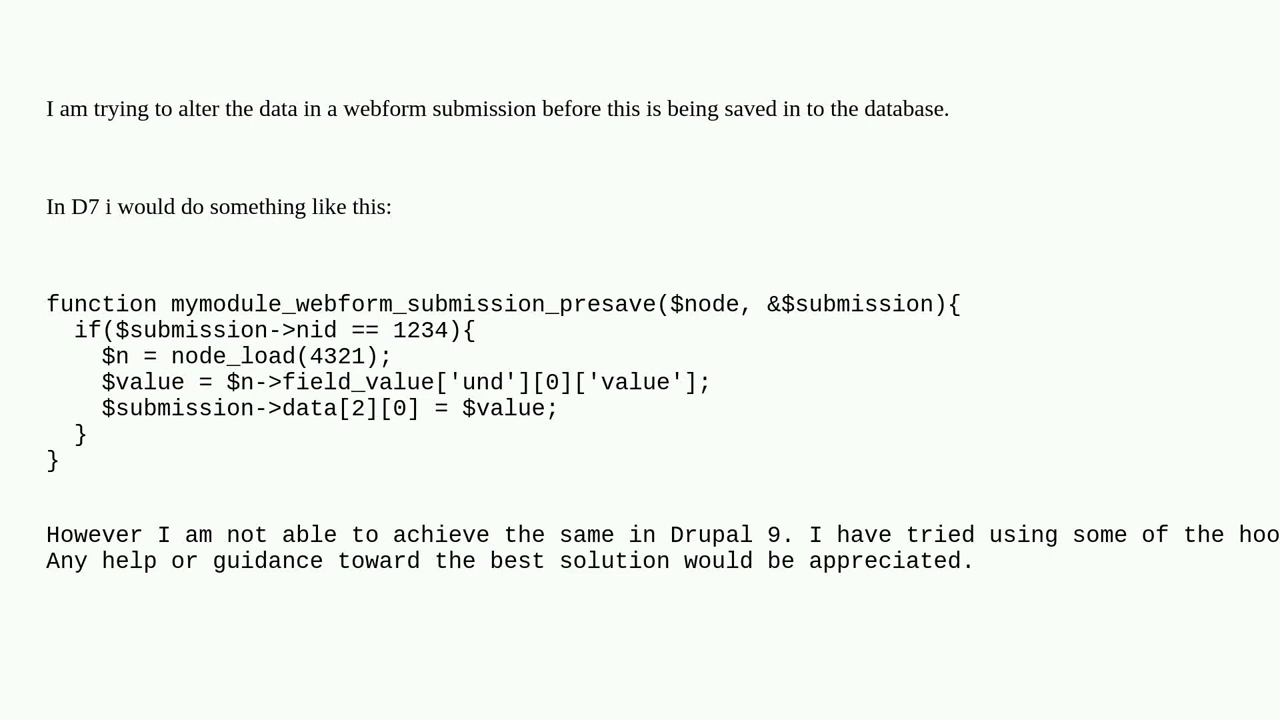 I am trying to alter the data in a webform submission before this is being saved in to the database.
In D7 i would do something like this:
function mymodule_webform_submission_presave($node, &$submission){
  if($submission->nid == 1234){
    $n = node_load(4321);
    $value = $n->field_value['und'][0]['value'];
    $submission->data[2][0] = $value;
  }
}
However I am not able to achieve the same in Drupal 9. I have tried using some of the
Any help or guidance toward the best solution would be appreciated.